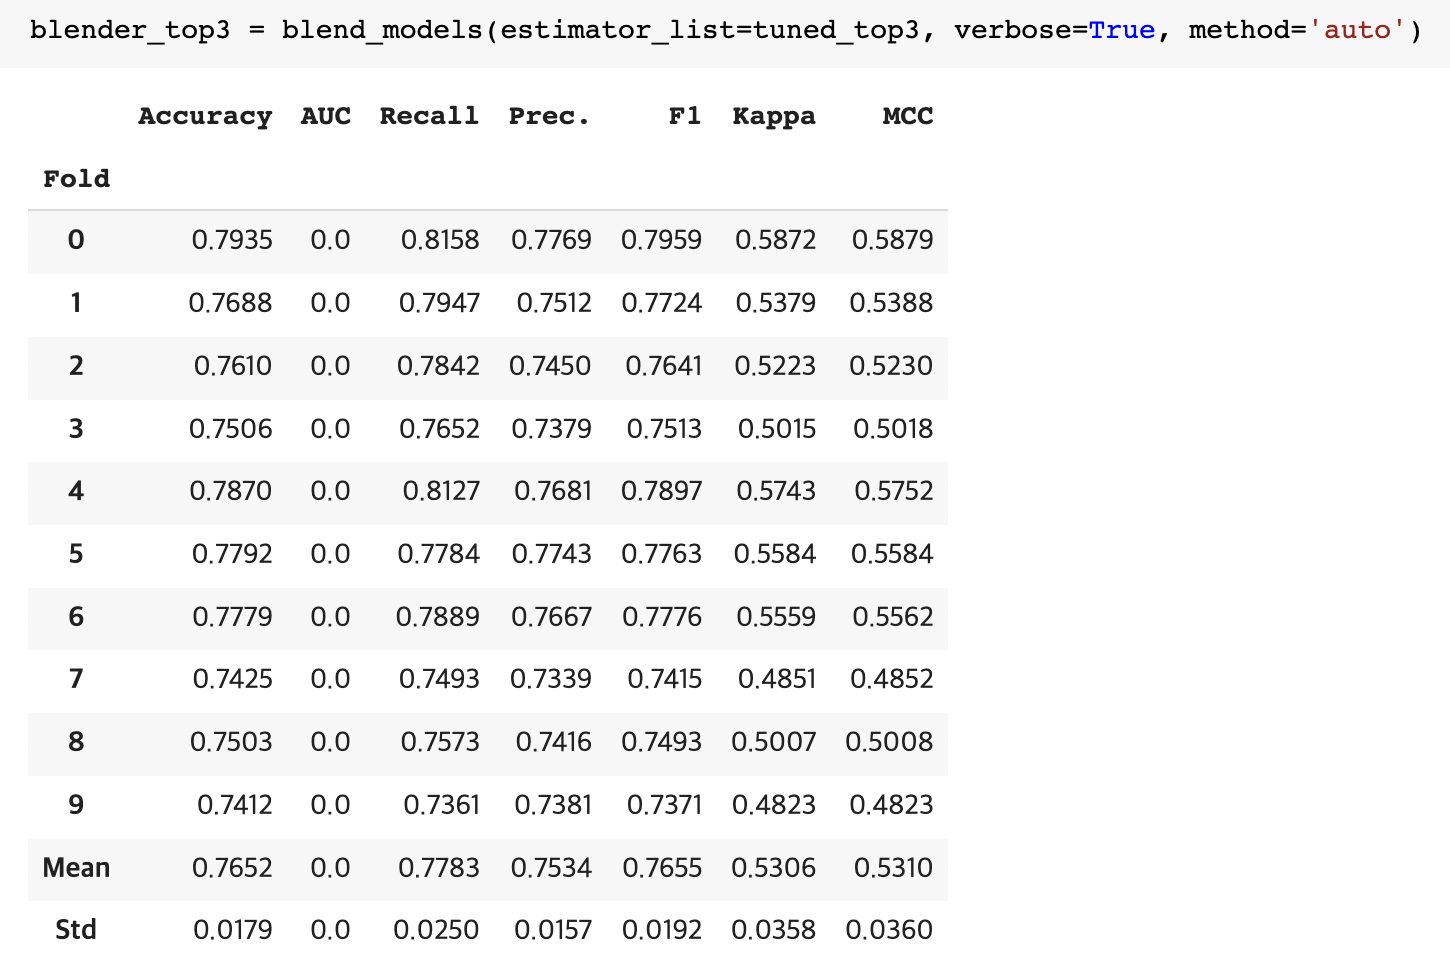 blender_top3 = blend_models(estimator_list=tuned_top3, verbose=True, method='auto')
Accuracy AUC Recall Prec. F1 Kappa MCC
Fold
0 0.7935 0.0 0.8158 0.7769 0.7959 0.5872 0.5879
1 0.7688 0.0 0.7947 0.7512 0.7724 0.5379 0.5388
2 0.7610 0.0 0.7842 0.7450 0.7641 0.5223 0.5230
3 0.7506 0.0 0.7652 0.7379 0.7513 0.5015 0.5018
4 0.7870 0.0 0.8127 0.7681 0.7897 0.5743 0.5752
5 0.7792 0.0 0.7784 0.7743 0.7763 0.5584 0.5584
6 0.7779 0.0 0.7889 0.7667 0.7776 0.5559 0.5562
7 0.7425 0.0 0.7493 0.7339 0.7415 0.4851 0.4852
8 0.7503 0.0 0.7573 0.7416 0.7493 0.5007 0.5008
9 0.7412 0.0 0.7361 0.7381 0.7371 0.4823 0.4823
Mean 0.7652 0.0 0.7783 0.7534 0.7655 0.5306 0.5310
Std 0.0179 0.0 0.0250 0.0157 0.0192 0.0358 0.0360